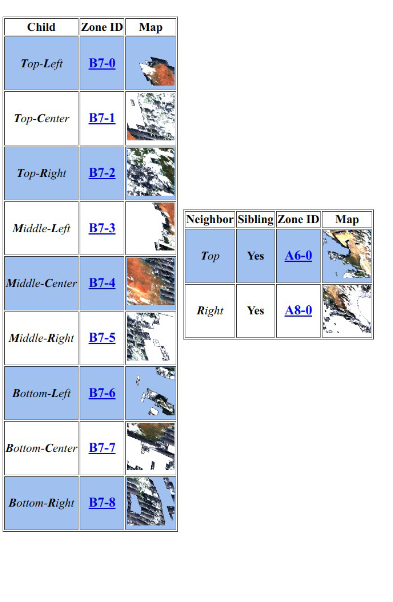 Child Zone ID Map
Top-Left B7-0
Top-Center B7-1
Top-Right B7-2
Middle-Left B7-3
Middle-Center B7-4
Middle-Right B7-5
Bottom-Left B7-6
Bottom-Center B7-7
Bottom-Right B7-8
Neighbor Sibling Zone ID Map
Top Yes A6-0
Right Yes A8-0